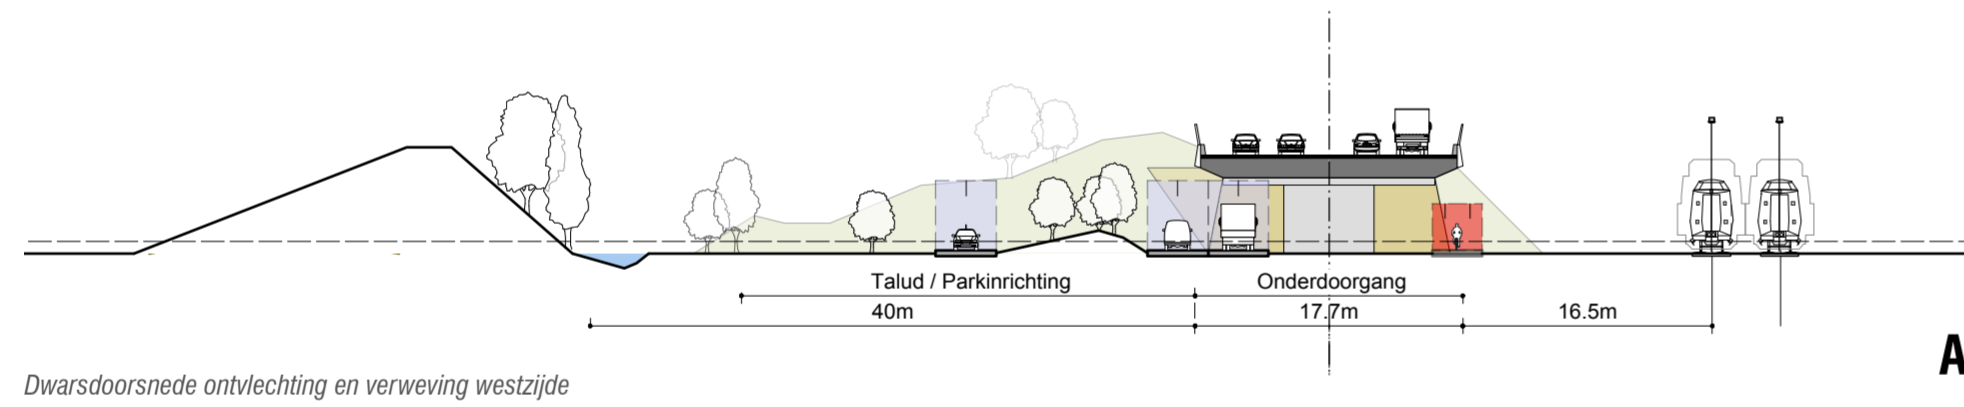 Talud / Parkinrichting Onderdoorgang
40m 17.7m 16.5m
A
Dwarsdoorsnede ontvlechting en verweving westzijde